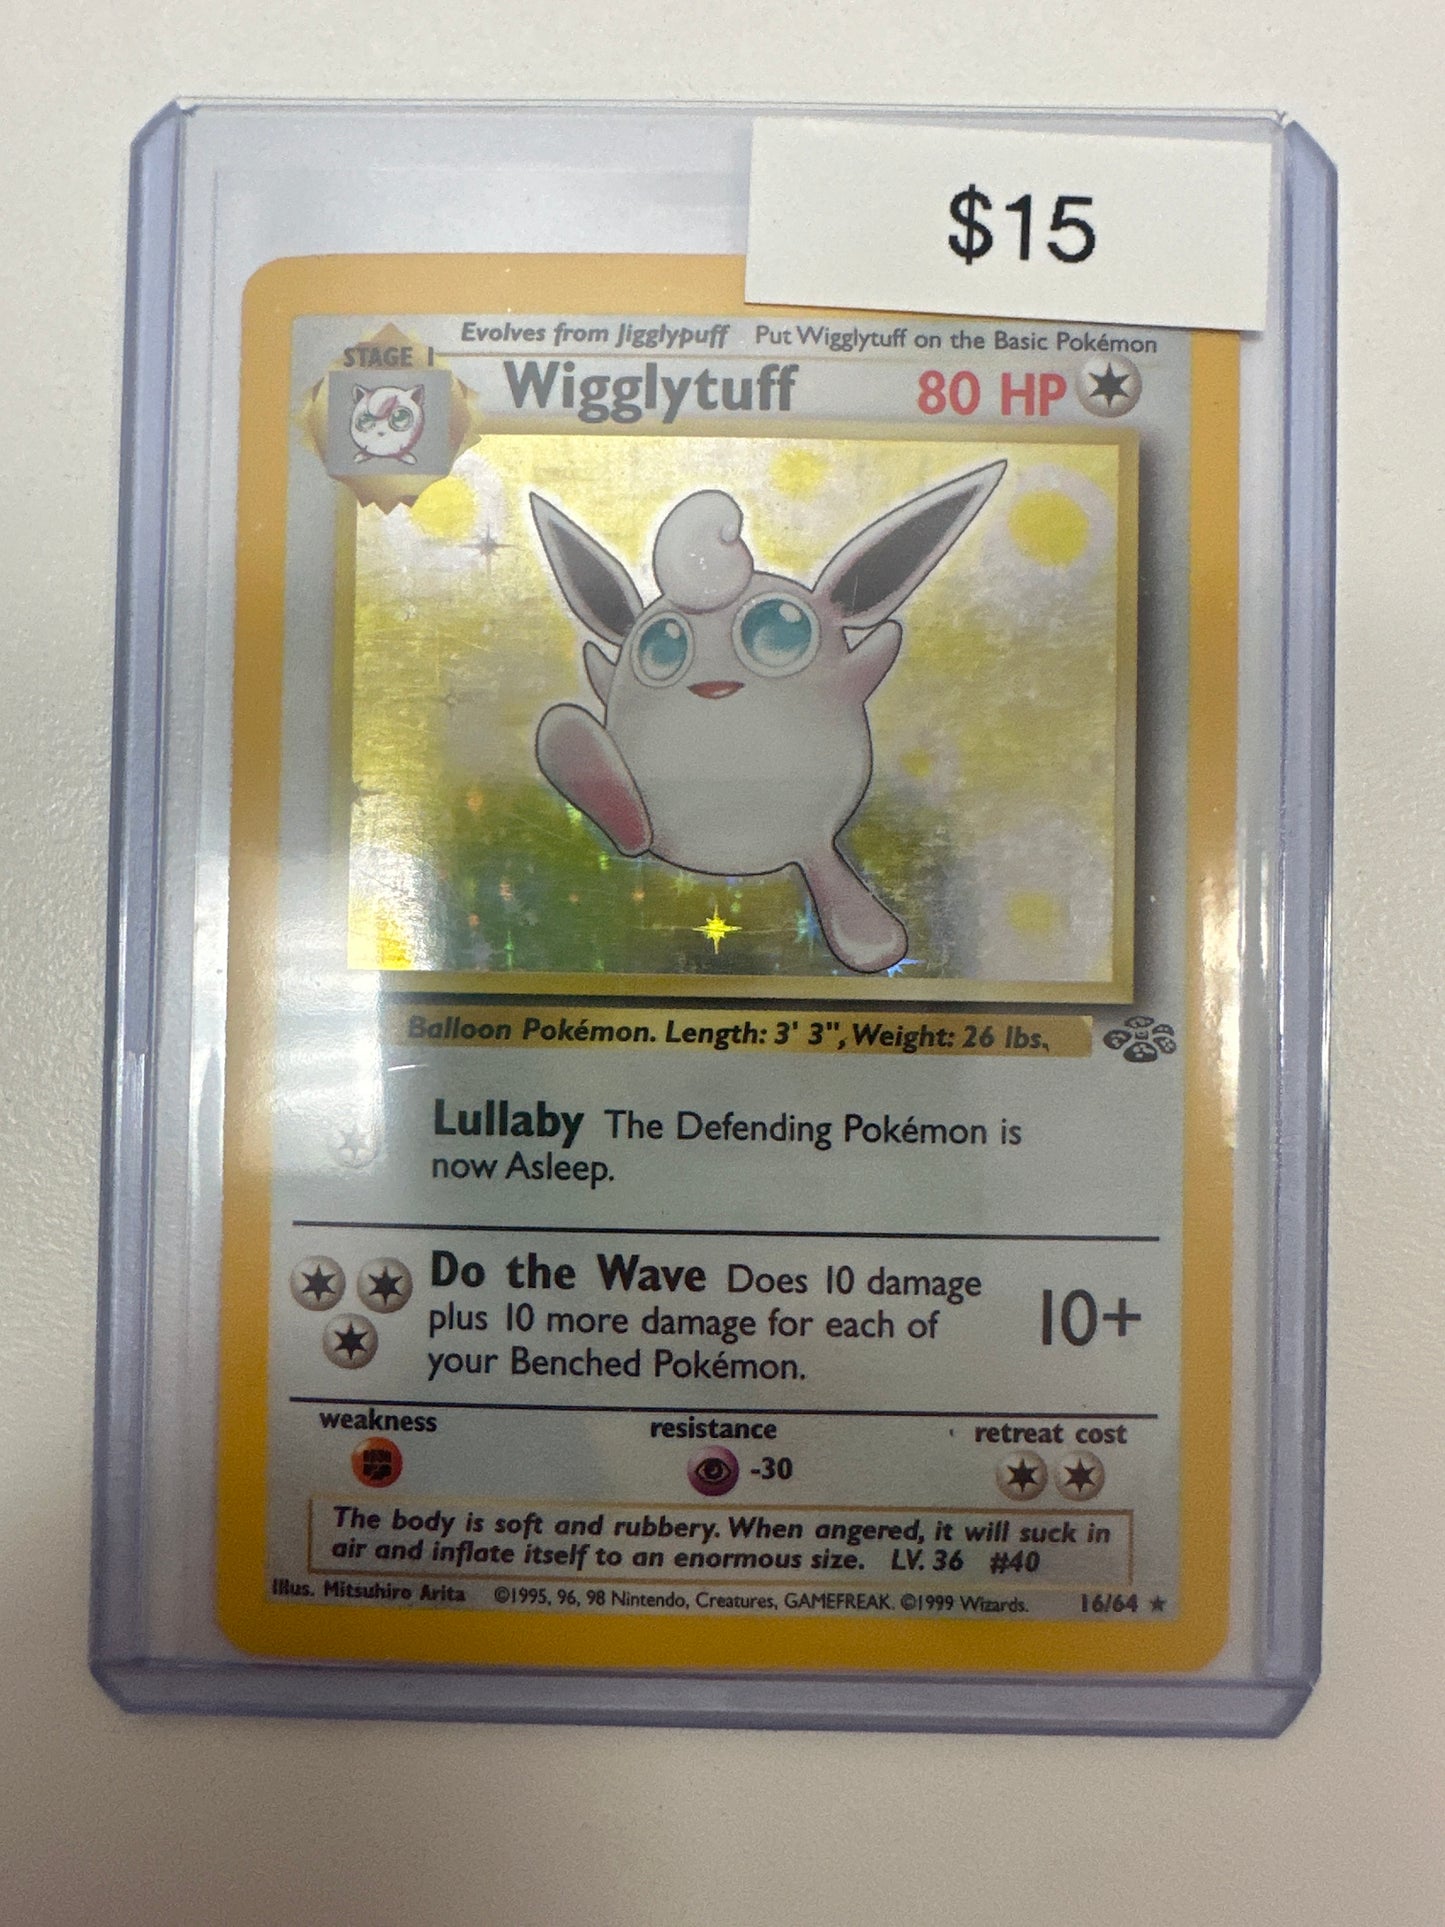 $15
Evolves from Jigglypuff Put Wigglytuff on the Basic Pokémon
STAGE 1
Wigglytuff 80 HP
Balloon Pokémon. Length: 3' 3", Weight: 26 lbs.
Lullaby The Defending Pokémon is
now Asleep.
Do the Wave Does 10 damage
plus 10 more damage for each of
your Benched Pokémon.
10+
weakness resistance retreat cost
-30
The body is soft and rubbery. When angered, it will suck in
air and inflate itself to an enormous size. LV. 36 #40
Illus. Mitsuhiro Arita ©1995, 96, 98 Nintendo, Creatures, GAMEFREAK. ©1999 Wizards. 16/64 ★